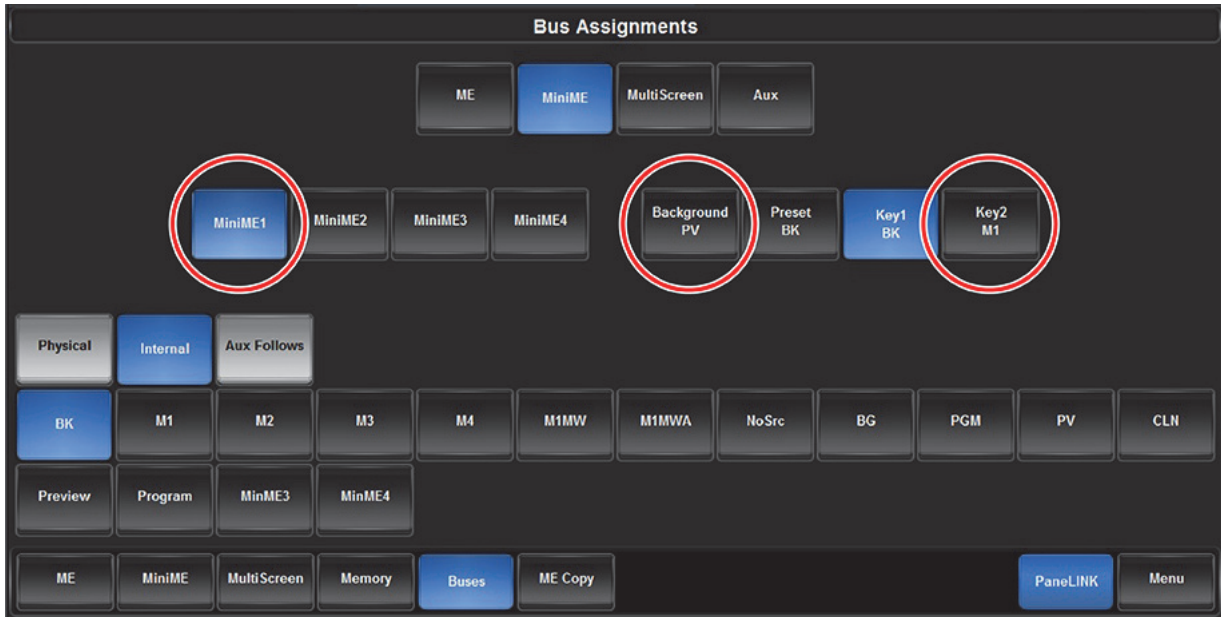 Bus Assignments
ME MiniME MultiScreen Aux
MiniME1 MiniME2 MiniME3 MiniME4 Background PV Preset BK Key1 BK Key2 M1
Physical Internal Aux Follows
BK M1 M2 M3 M4 M1MW M1MWA NoSrc BG PGM PV CLN
Preview Program MinME3 MinME4
ME MiniME MultiScreen Memory Buses ME Copy PaneLINK Menu